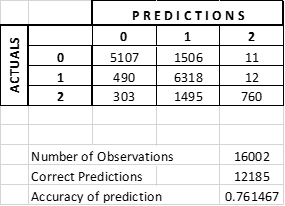 PREDICTIONS
ACTUALS
0 1 2
0 5107 1506 11
1 490 6318 12
2 303 1495 760
Number of Observations 16002
Correct Predictions 12185
Accuracy of prediction 0.761467